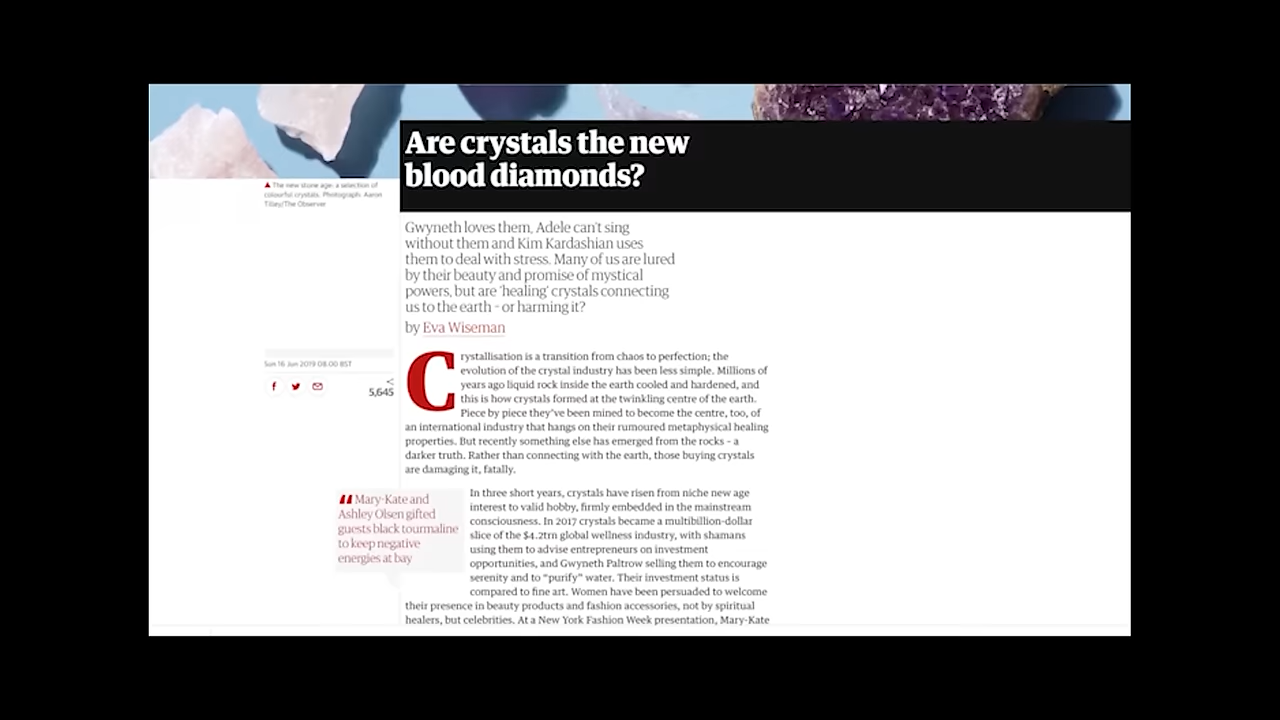 Are crystals the new
blood diamonds?
▲ The new stone age: a selection of
colourful crystals. Photograph: Aaron
Tilley/The Observer
Gwyneth loves them, Adele can't sing
without them and Kim Kardashian uses
them to deal with stress. Many of us are lured
by their beauty and promise of mystical
powers, but are 'healing' crystals connecting
us to the earth – or harming it?
by Eva Wiseman
Sun 16 Jun 2019 08.00 BST
5,645
Crystallisation is a transition from chaos to perfection; the
evolution of the crystal industry has been less simple. Millions of
years ago liquid rock inside the earth cooled and hardened, and
this is how crystals formed at the twinkling centre of the earth.
Piece by piece they've been mined to become the centre, too, of
an international industry that hangs on their rumoured metaphysical healing
properties. But recently something else has emerged from the rocks – a
darker truth. Rather than connecting with the earth, those buying crystals
are damaging it, fatally.
“Mary-Kate and
Ashley Olsen gifted
guests black tourmaline
to keep negative
energies at bay
In three short years, crystals have risen from niche new age
interest to valid hobby, firmly embedded in the mainstream
consciousness. In 2017 crystals became a multibillion-dollar
slice of the $4.2trn global wellness industry, with shamans
using them to advise entrepreneurs on investment
opportunities, and Gwyneth Paltrow selling them to encourage
serenity and to “purify” water. Their investment status is
compared to fine art. Women have been persuaded to welcome
their presence in beauty products and fashion accessories, not by spiritual
healers, but celebrities. At a New York Fashion Week presentation, Mary-Kate